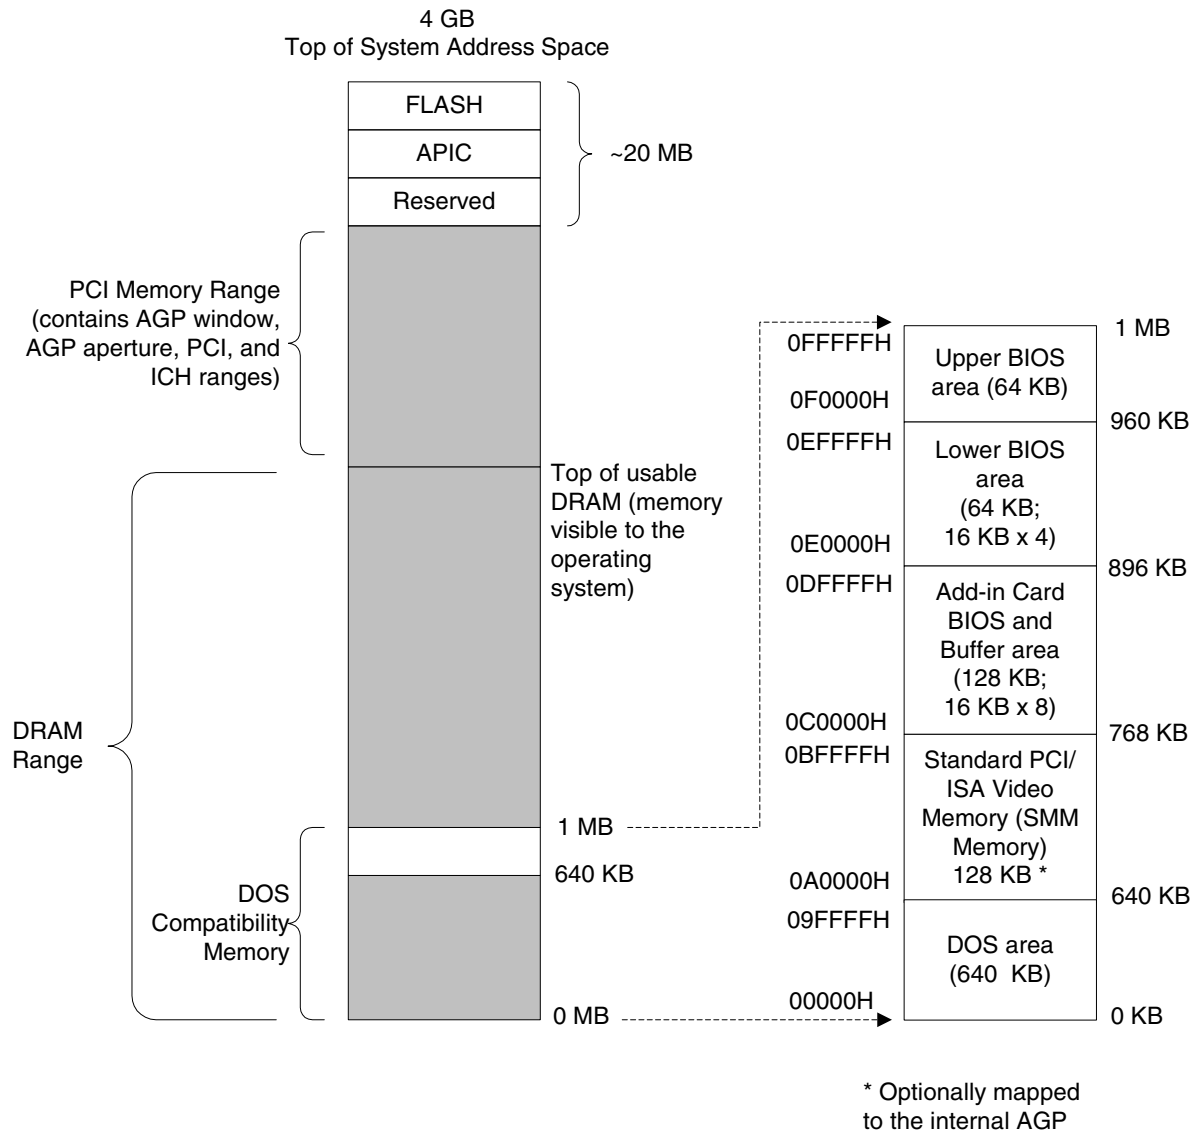 4 GB
Top of System Address Space
FLASH
APIC
Reserved
~20 MB
PCI Memory Range
(contains AGP window,
AGP aperture, PCI, and
ICH ranges)
Top of usable
DRAM (memory
visible to the
operating
system)
DRAM
Range
1 MB
640 KB
DOS
Compatibility
Memory
0 MB
1 MB
0FFFFFH
Upper BIOS
area (64 KB)
0F0000H
960 KB
0EFFFFH
Lower BIOS
area
(64 KB;
16 KB x 4)
0E0000H
896 KB
0DFFFFH
Add-in Card
BIOS and
Buffer area
(128 KB;
16 KB x 8)
0C0000H
768 KB
0BFFFFH
Standard PCI/
ISA Video
Memory (SMM
Memory)
128 KB *
0A0000H
640 KB
09FFFFH
DOS area
(640 KB)
00000H
0 KB
* Optionally mapped
to the internal AGP